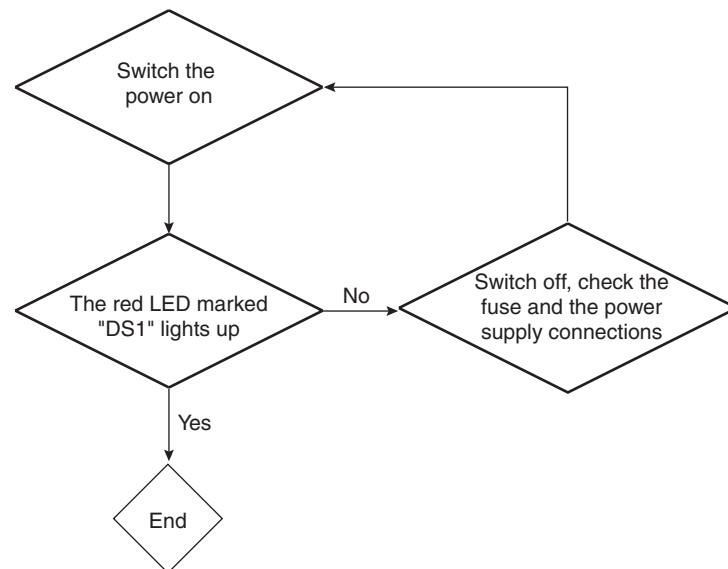 Switch the
power on
The red LED marked
"DS1" lights up
No
Switch off, check the
fuse and the power
supply connections
Yes
End